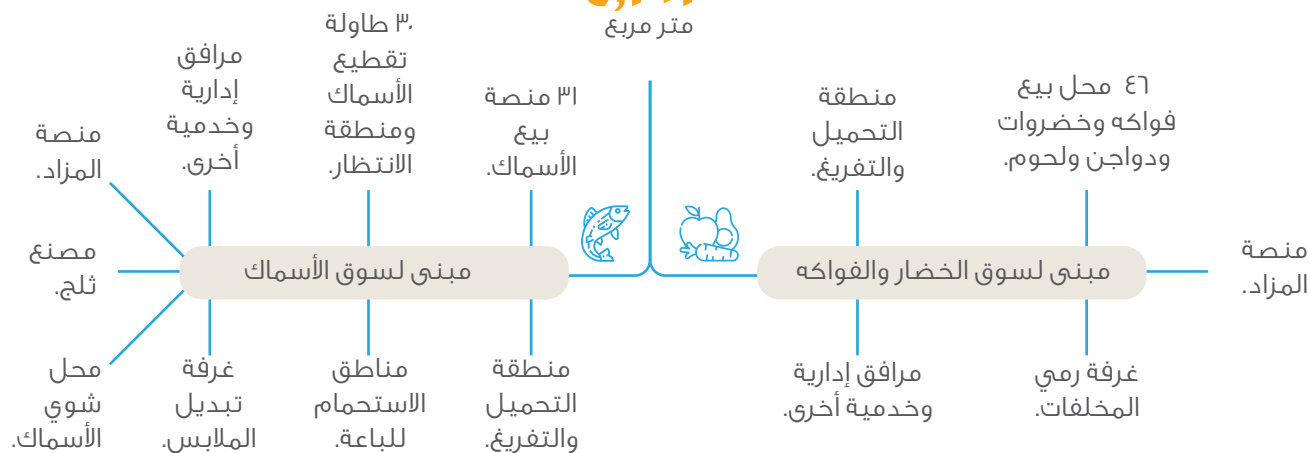 متر مربع
٤٦ محل بيع
فواكه وخضروات
ودواجن ولحوم.
منطقة
التحميل
والتفريغ.
منصة
المزاد.
مبنى لسوق الخضار والفواكه
غرفة رمي
المخلفات.
مرافق إدارية
وخدمية أخرى.
٣١ منصة
بيع
الأسماك.
٣٠ طاولة
تقطيع
الأسماك
ومنطقة
الانتظار.
مرافق
إدارية
وخدمية
أخرى.
منصة
المزاد.
مبنى لسوق الأسماك
مصنع
ثلج.
منطقة
التحميل
والتفريغ.
مناطق
الاستحمام
للباعة.
غرفة
تبديل
الملابس.
محل
شوي
الأسماك.